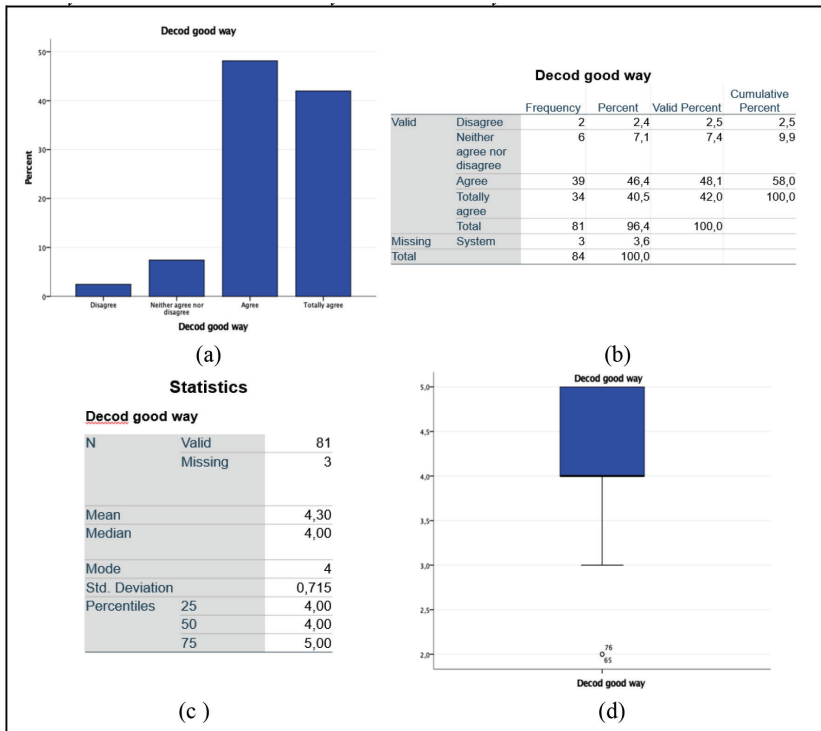 Decod good way
50
40
30
20
10
0
Percent
Disagree
Neither agree nor disagree
Agree
Totally agree
Decod good way
(a)
Decod good way
Frequency Percent Valid Percent Cumulative Percent
Valid Disagree 2 2,4 2,5 2,5
Neither agree nor disagree 6 7,1 7,4 9,9
Agree 39 46,4 48,1 58,0
Totally agree 34 40,5 42,0 100,0
Total 81 96,4 100,0
Missing System 3 3,6
Total 84 100,0
(b)
Statistics
Decod good way
N Valid 81
Missing 3
Mean 4,30
Median 4,00
Mode 4
Std. Deviation 0,715
Percentiles 25 4,00
50 4,00
75 5,00
(c )
Decod good way
5,0
4,5
4,0
3,5
3,0
2,5
2,0
76
65
Decod good way
(d)